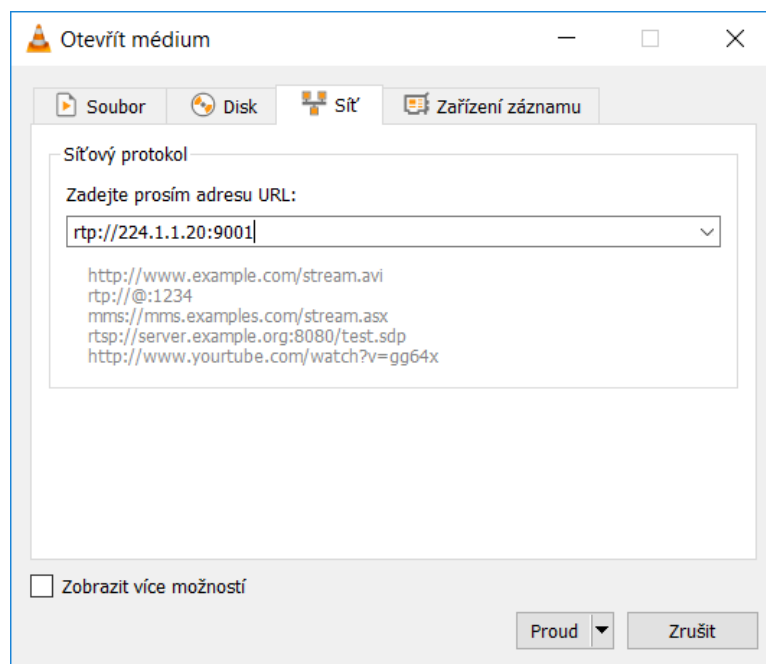 Otevřít médium
Soubor
Disk
Síť
Zařízení záznamu
Síťový protokol
Zadejte prosím adresu URL:
rtp://224.1.1.20:9001
http://www.example.com/stream.avi
rtp://@:1234
mms://mms.examples.com/stream.asx
rtsp://server.example.org:8080/test.sdp
http://www.yourtube.com/watch?v=gg64x
Zobrazit více možností
Proud
Zrušit